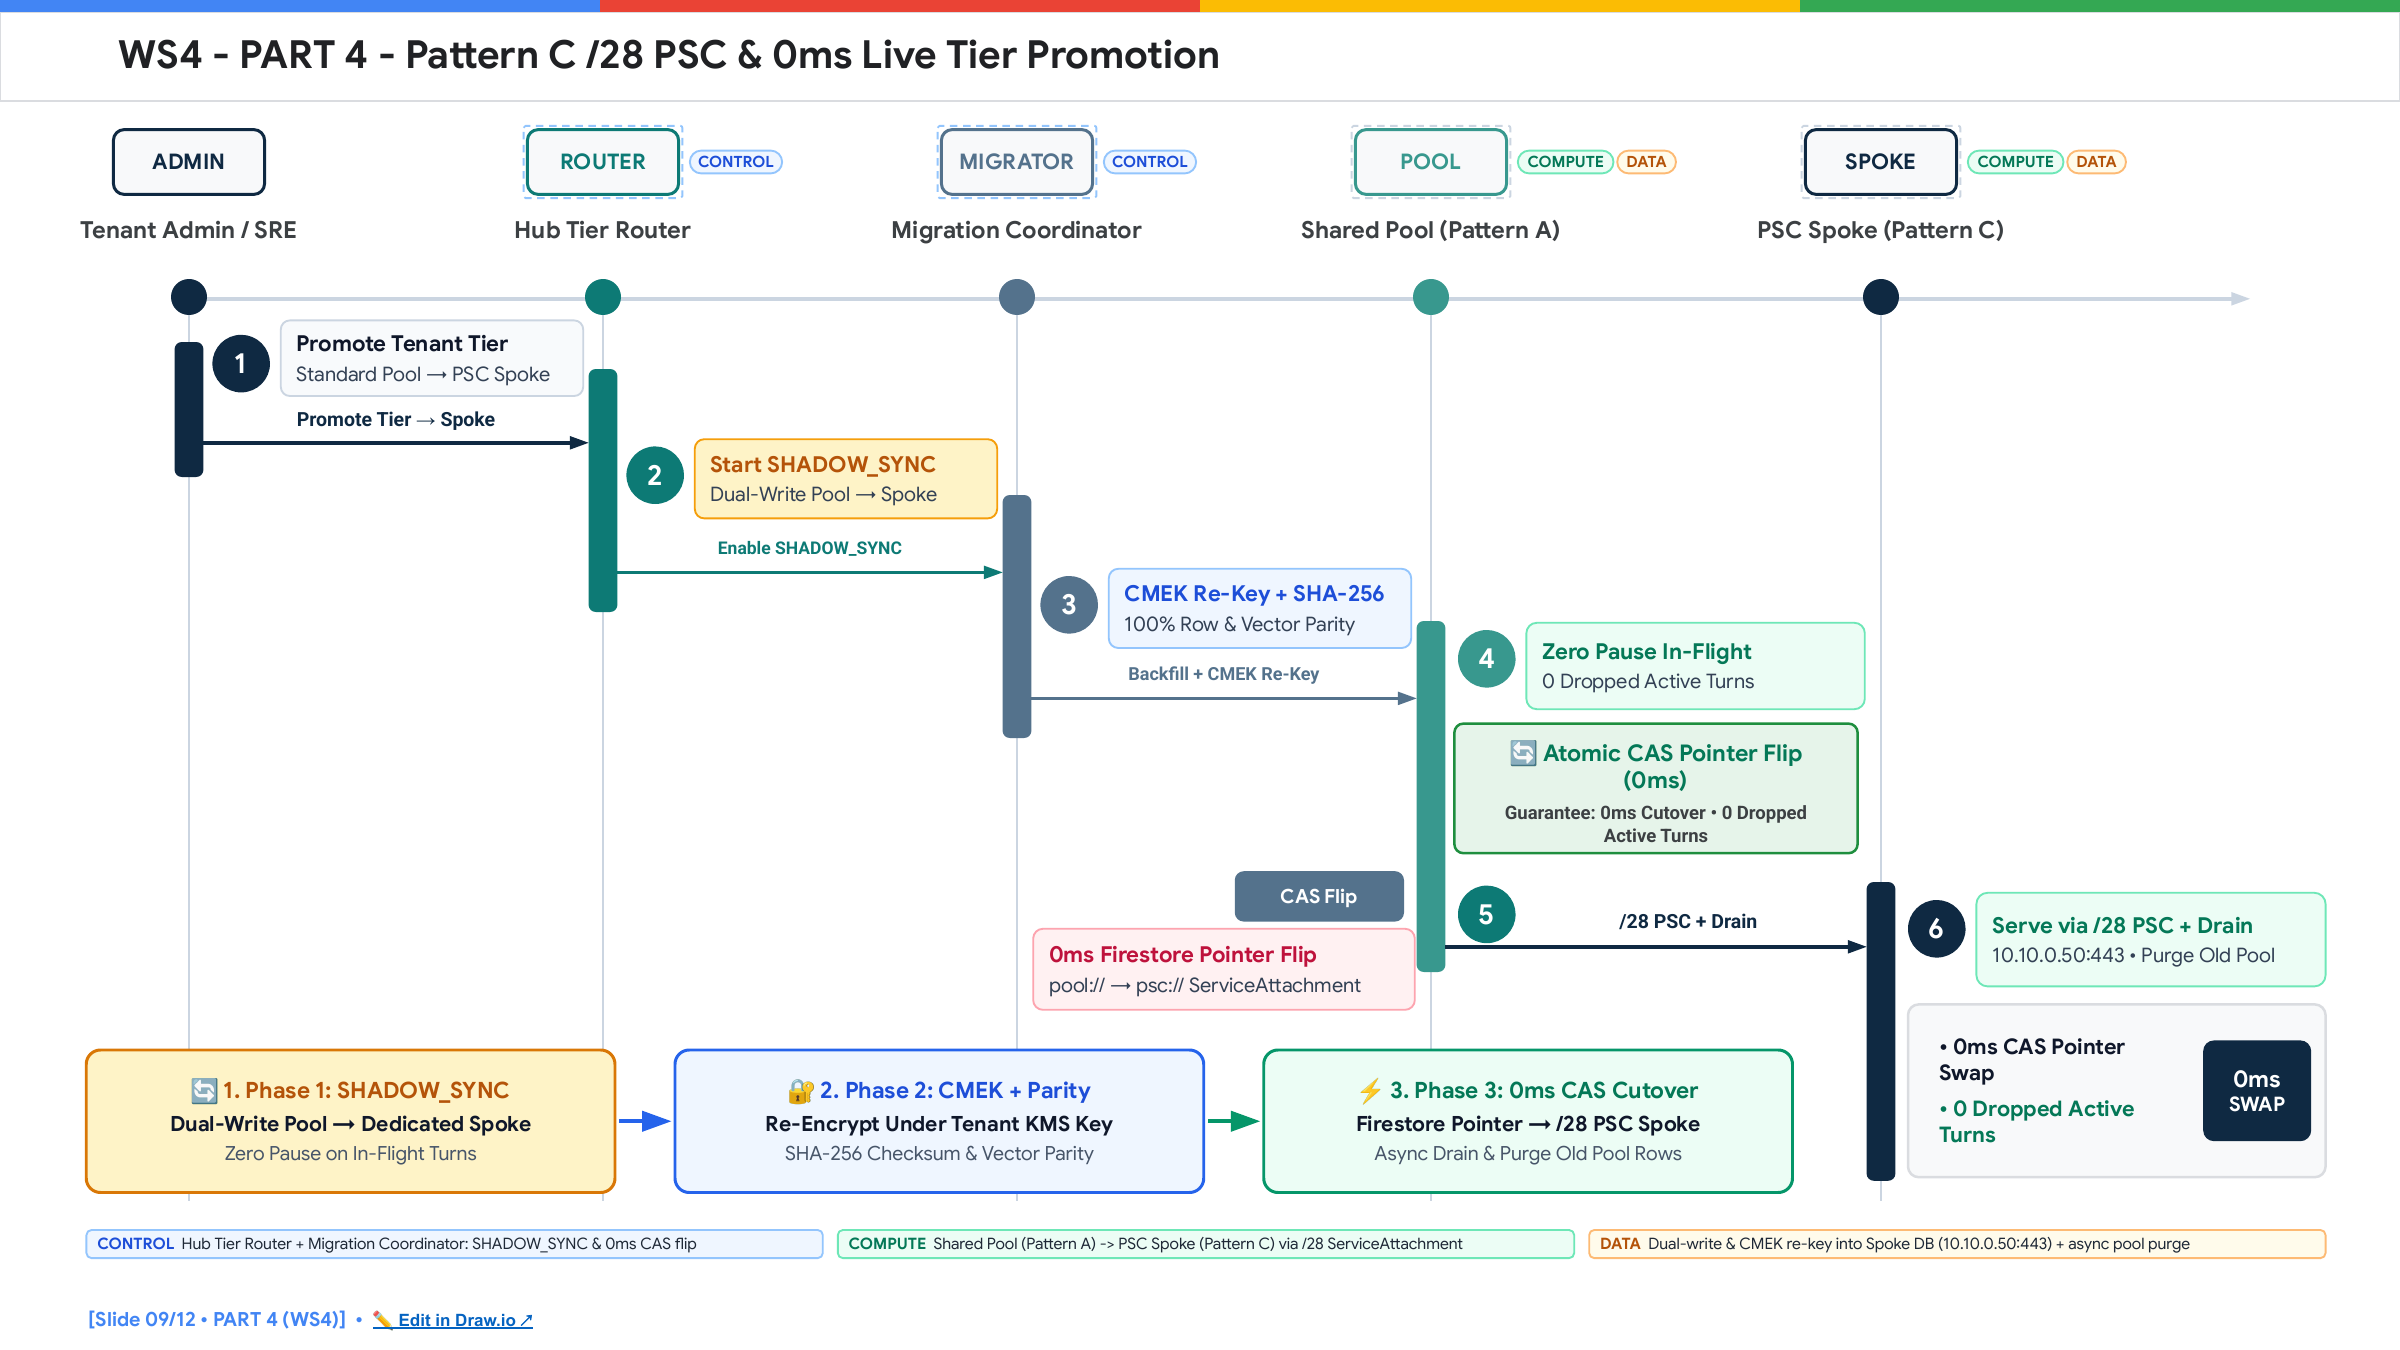 WS4 - PART 4 - Pattern C /28 PSC & 0ms Live Tier Promotion
ADMIN
ROUTER
CONTROL
MIGRATOR
CONTROL
POOL
COMPUTE
DATA
SPOKE
COMPUTE
DATA
Tenant Admin / SRE
Hub Tier Router
Migration Coordinator
Shared Pool (Pattern A)
PSC Spoke (Pattern C)
1
Promote Tenant Tier
Standard Pool → PSC Spoke
Promote Tier → Spoke
2
Start SHADOW_SYNC
Dual-Write Pool → Spoke
Enable SHADOW_SYNC
3
CMEK Re-Key + SHA-256
100% Row & Vector Parity
Backfill + CMEK Re-Key
4
Zero Pause In-Flight
0 Dropped Active Turns
🔄 Atomic CAS Pointer Flip
(0ms)
Guarantee: 0ms Cutover • 0 Dropped
Active Turns
CAS Flip
0ms Firestore Pointer Flip
pool:// → psc:// ServiceAttachment
5
/28 PSC + Drain
6
Serve via /28 PSC + Drain
10.10.0.50:443 • Purge Old Pool
• 0ms CAS Pointer
Swap
• 0 Dropped Active
Turns
0ms
SWAP
🔄 1. Phase 1: SHADOW_SYNC
Dual-Write Pool → Dedicated Spoke
Zero Pause on In-Flight Turns
🔐 2. Phase 2: CMEK + Parity
Re-Encrypt Under Tenant KMS Key
SHA-256 Checksum & Vector Parity
⚡ 3. Phase 3: 0ms CAS Cutover
Firestore Pointer → /28 PSC Spoke
Async Drain & Purge Old Pool Rows
CONTROL Hub Tier Router + Migration Coordinator: SHADOW_SYNC & 0ms CAS flip
COMPUTE Shared Pool (Pattern A) -> PSC Spoke (Pattern C) via /28 ServiceAttachment
DATA Dual-write & CMEK re-key into Spoke DB (10.10.0.50:443) + async pool purge
[Slide 09/12 • PART 4 (WS4)] • ✏️ Edit in Draw.io ↗